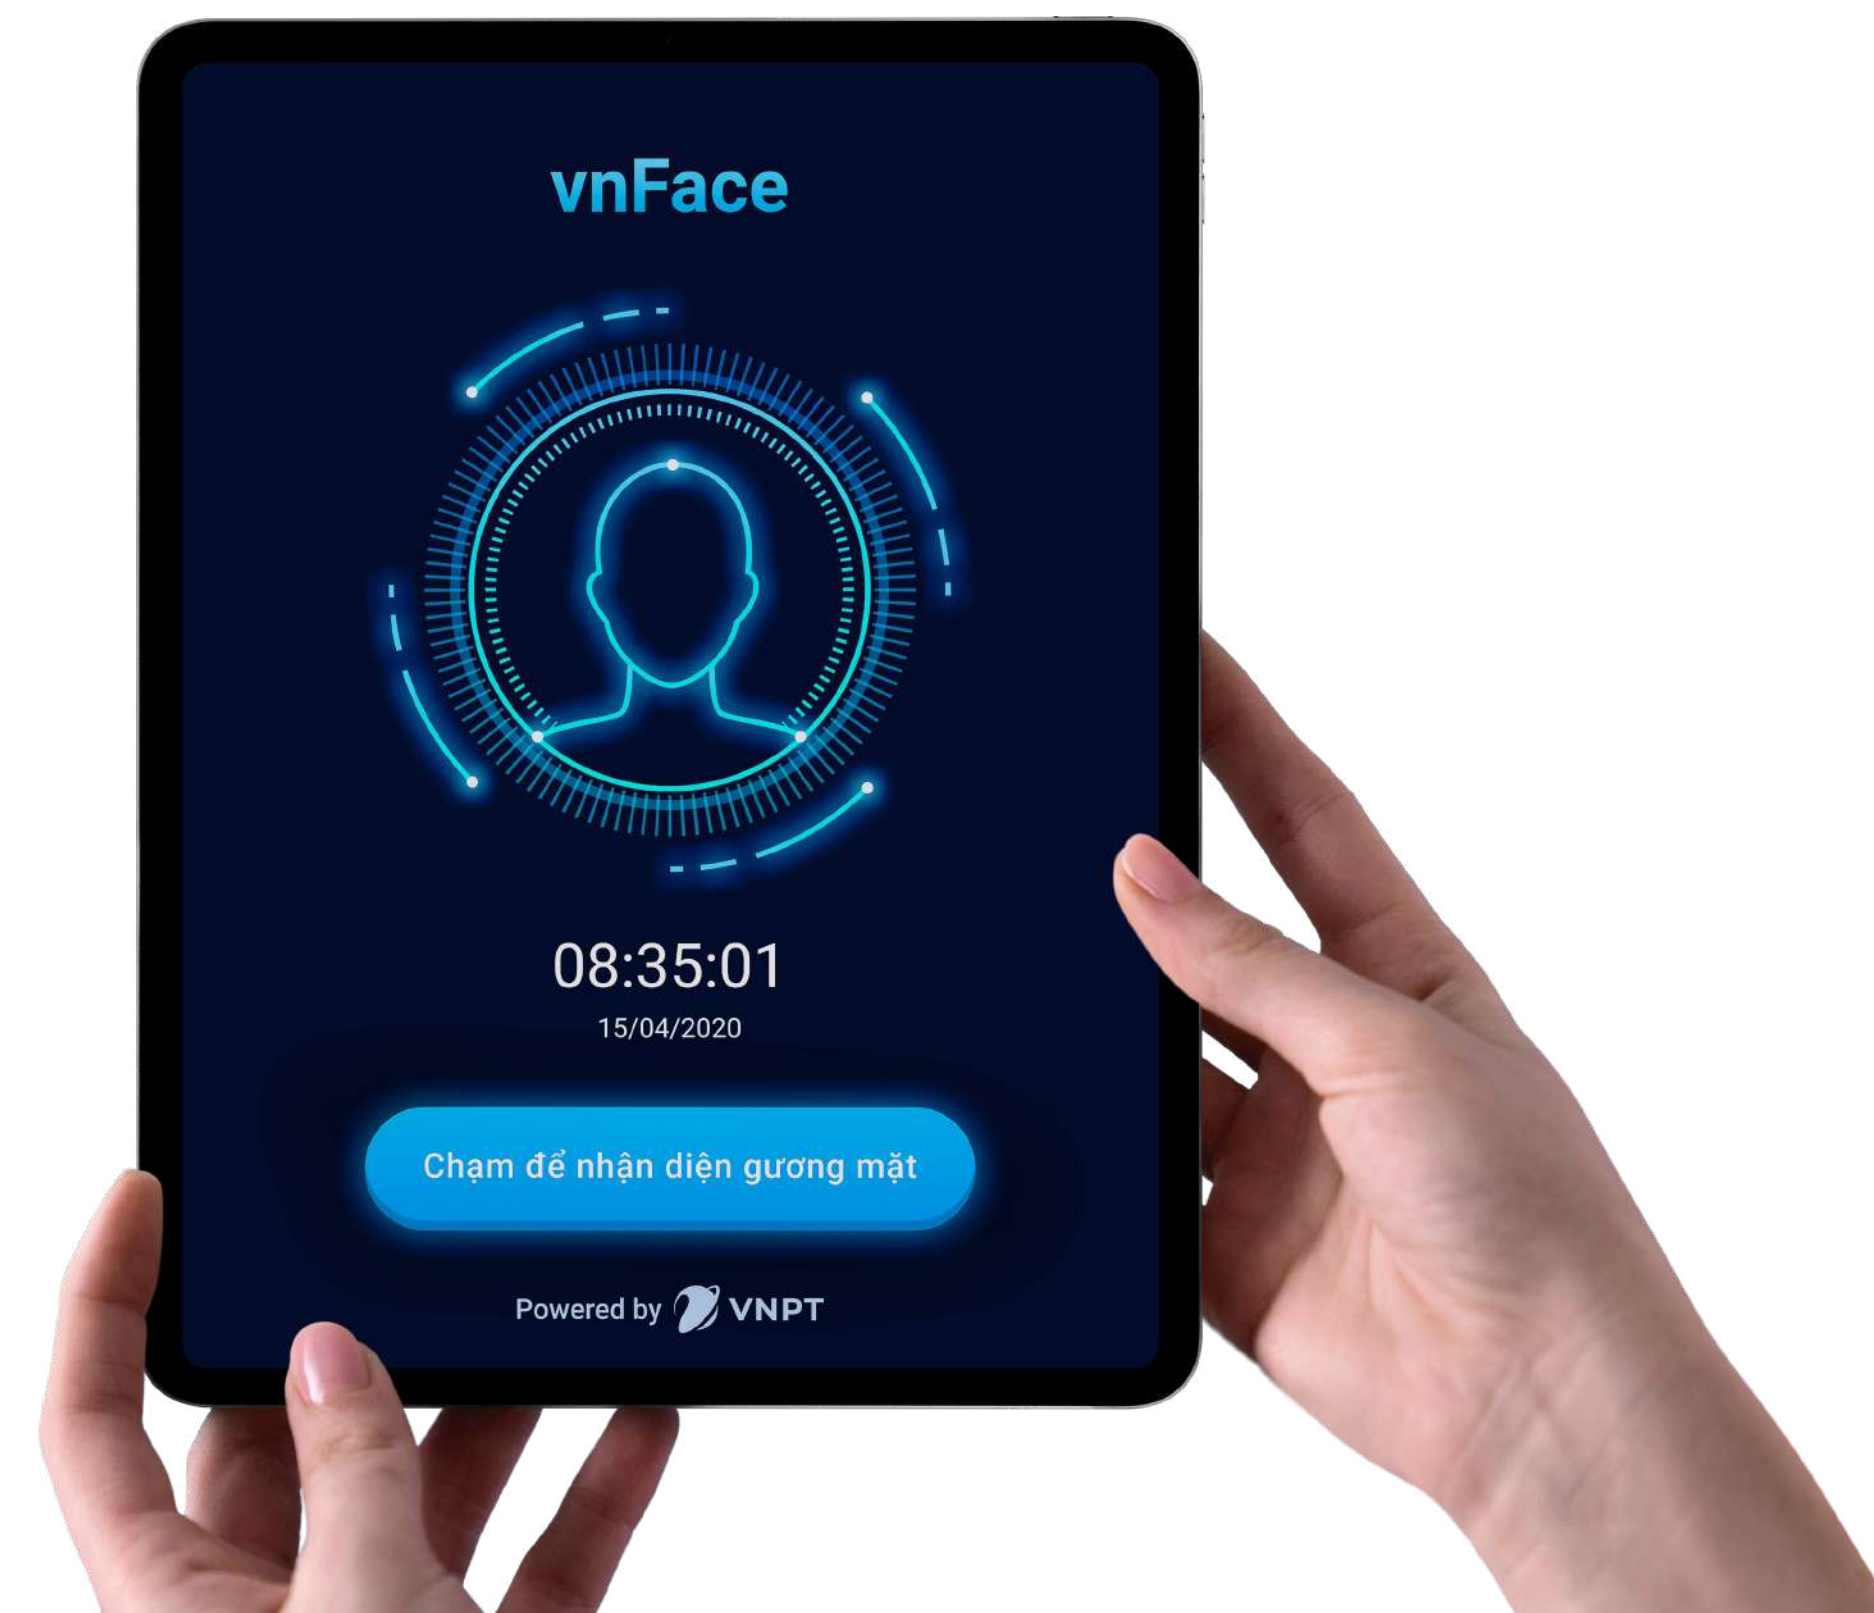 vnFace
08:35:01
15/04/2020
Chạm để nhận diện gương mặt
Powered by VNPT